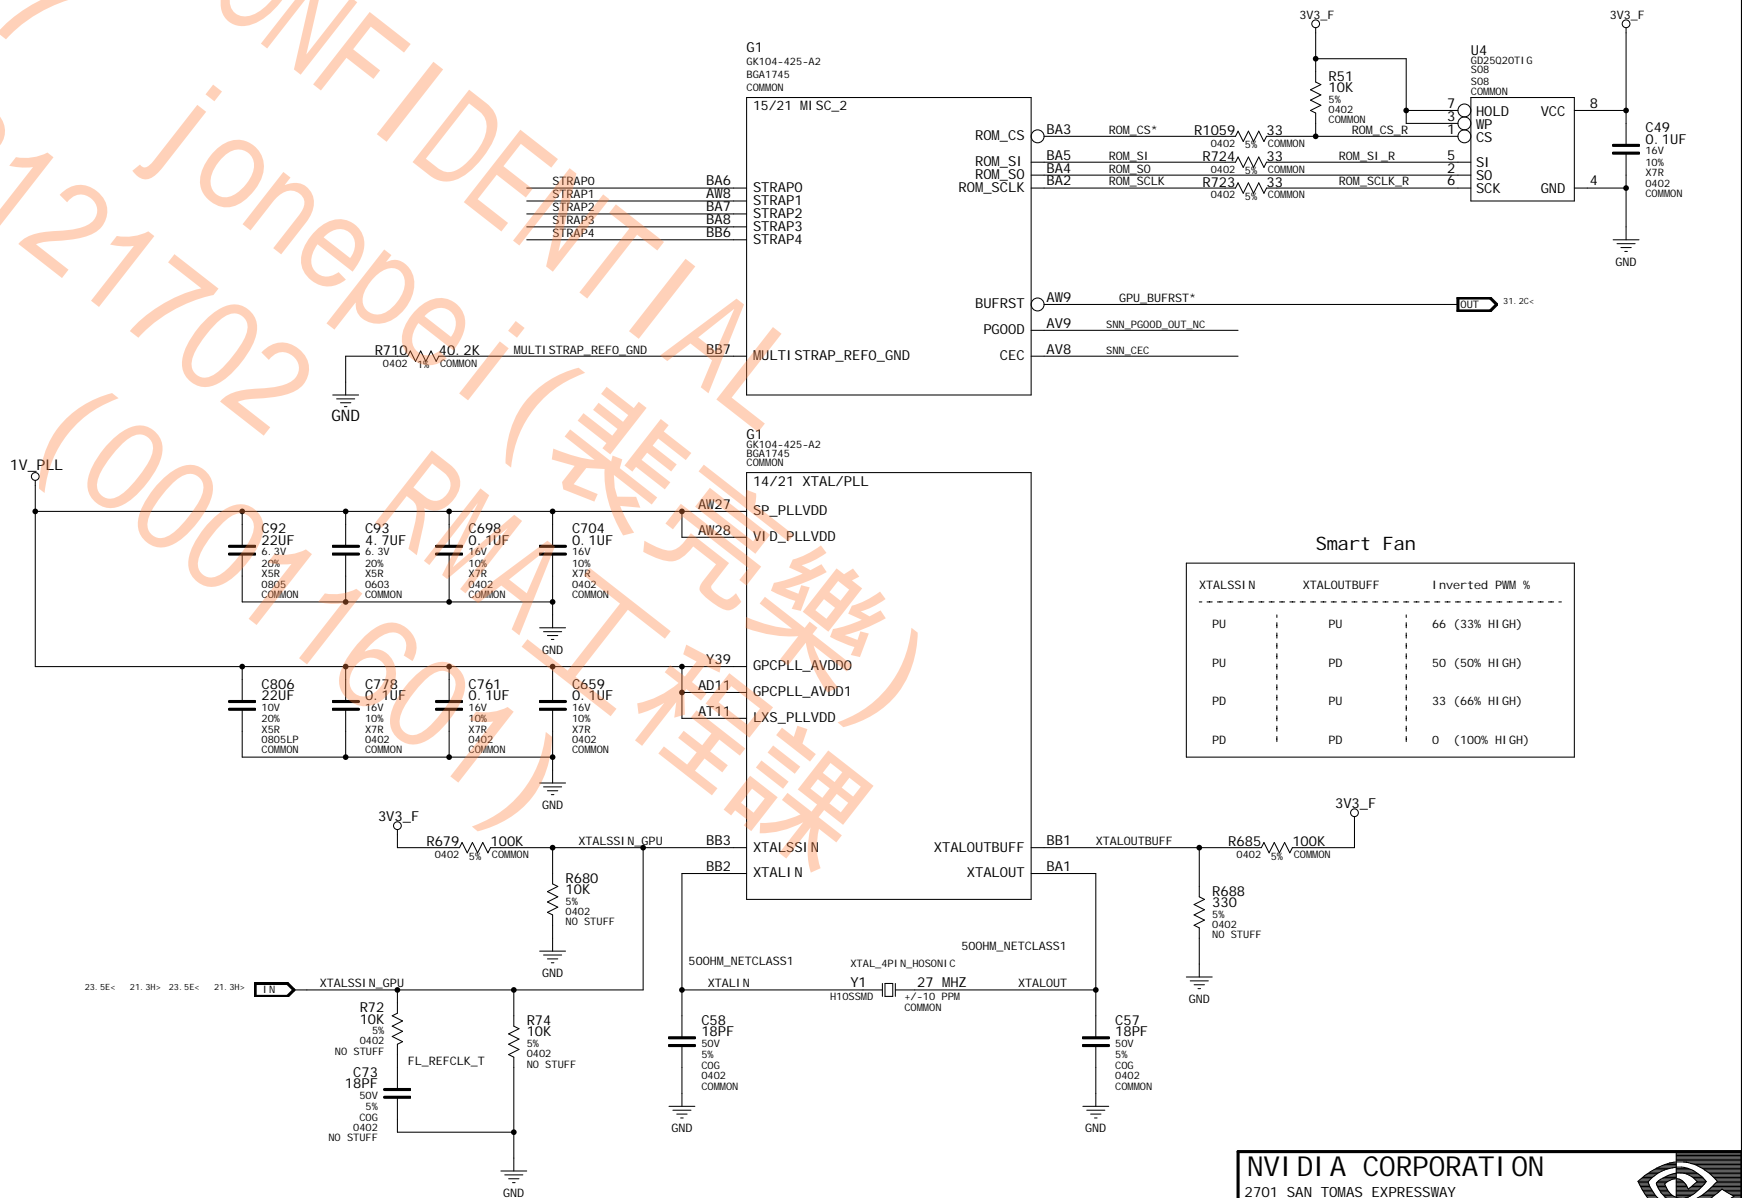 CONFIDENTIAL
jonepei(裴亮樂)
21702 RMA工程課
(00011601)
G1
GK104-425-A2
BGA1745
COMMON
15/21 MISC_2
ROM_CS BA3 ROM_CS* R1059 33 ROM_CS_R
0402 5% COMMON
ROM_SI BA5 ROM_SI R724 33 ROM_SI_R
ROM_SO BA4 ROM_SO 0402 5% COMMON
ROM_SCLK BA2 ROM_SCLK R723 33 ROM_SCLK_R
0402 5% COMMON
STRAP0 BA6 STRAP0
STRAP1 AW8 STRAP1
STRAP2 BA7 STRAP2
STRAP3 BA8 STRAP3
STRAP4 BB6 STRAP4
3V3_F
R51
10K
5%
0402
COMMON
3V3_F
U4
GD25Q20TIG
SO8
SO8
COMMON
7 HOLD VCC 8
3 WP
1 CS
5 SI
2 SO
6 SCK GND 4
C49
0.1UF
16V
10%
X7R
0402
COMMON
GND
BUFRST AW9 GPU_BUFRST* OUT 31.2C<
PGOOD AV9 SNN_PGOOD_OUT_NC
CEC AV8 SNN_CEC
R710 40.2K MULTISTRAP_REF0_GND BB7 MULTISTRAP_REF0_GND
0402 1% COMMON
GND
G1
GK104-425-A2
BGA1745
COMMON
14/21 XTAL/PLL
1V_PLL
AW27 SP_PLLVDD
AW28 VID_PLLVDD
C92
22UF
6.3V
20%
X5R
0805
COMMON
C93
4.7UF
6.3V
20%
X5R
0603
COMMON
C698
0.1UF
16V
10%
X7R
0402
COMMON
C704
0.1UF
16V
10%
X7R
0402
COMMON
GND
Y39 GPCPLL_AVDD0
AD11 GPCPLL_AVDD1
AT11 LXS_PLLVDD
C806
22UF
10V
20%
X5R
0805LP
COMMON
C778
0.1UF
16V
10%
X7R
0402
COMMON
C761
0.1UF
16V
10%
X7R
0402
COMMON
C659
0.1UF
16V
10%
X7R
0402
COMMON
GND
Smart Fan
XTALSSIN XTALOUTBUFF Inverted PWM %
PU PU 66 (33% HIGH)
PU PD 50 (50% HIGH)
PD PU 33 (66% HIGH)
PD PD 0 (100% HIGH)
3V3_F
R679 100K XTALSSIN_GPU BB3 XTALSSIN
0402 5% COMMON
BB2 XTALIN
R680
10K
5%
0402
NO STUFF
GND
XTALOUTBUFF BB1 XTALOUTBUFF R685 100K
0402 5% COMMON
3V3_F
XTALOUT BA1
R688
330
5%
0402
NO STUFF
GND
23.5E< 21.3H> 23.5E< 21.3H> IN XTALSSIN_GPU
R72
10K
5%
0402
NO STUFF
FL_REFCLK_T
C73
18PF
50V
5%
COG
0402
NO STUFF
R74
10K
5%
0402
NO STUFF
GND
50OHM_NETCLASS1
50OHM_NETCLASS1
XTAL_4PIN_HOSONIC
XTALIN Y1 27 MHZ XTALOUT
H10SSMD +/-10 PPM
COMMON
C58
18PF
50V
5%
COG
0402
COMMON
GND
C57
18PF
50V
5%
COG
0402
COMMON
GND
NVIDIA CORPORATION
2701 SAN TOMAS EXPRESSWAY